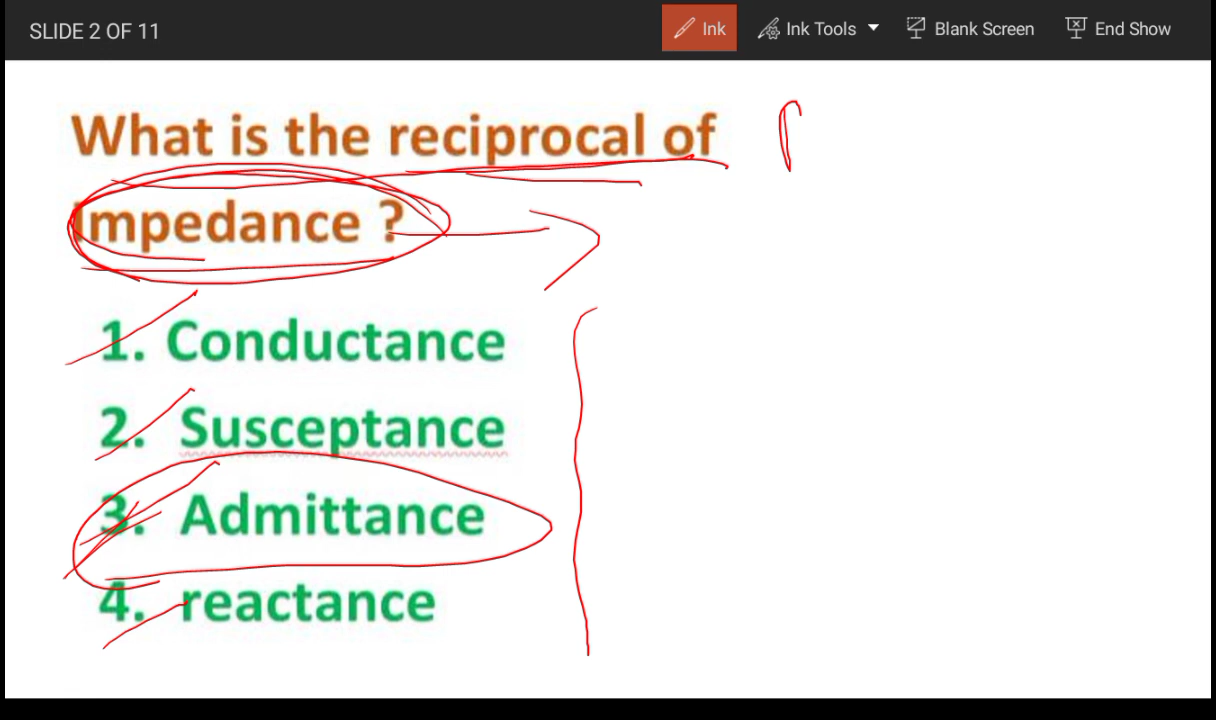 SLIDE 2 OF 11
Ink
Ink Tools
Blank Screen
End Show
What is the reciprocal of
impedance ?
1. Conductance
2. Susceptance
3. Admittance
4. reactance